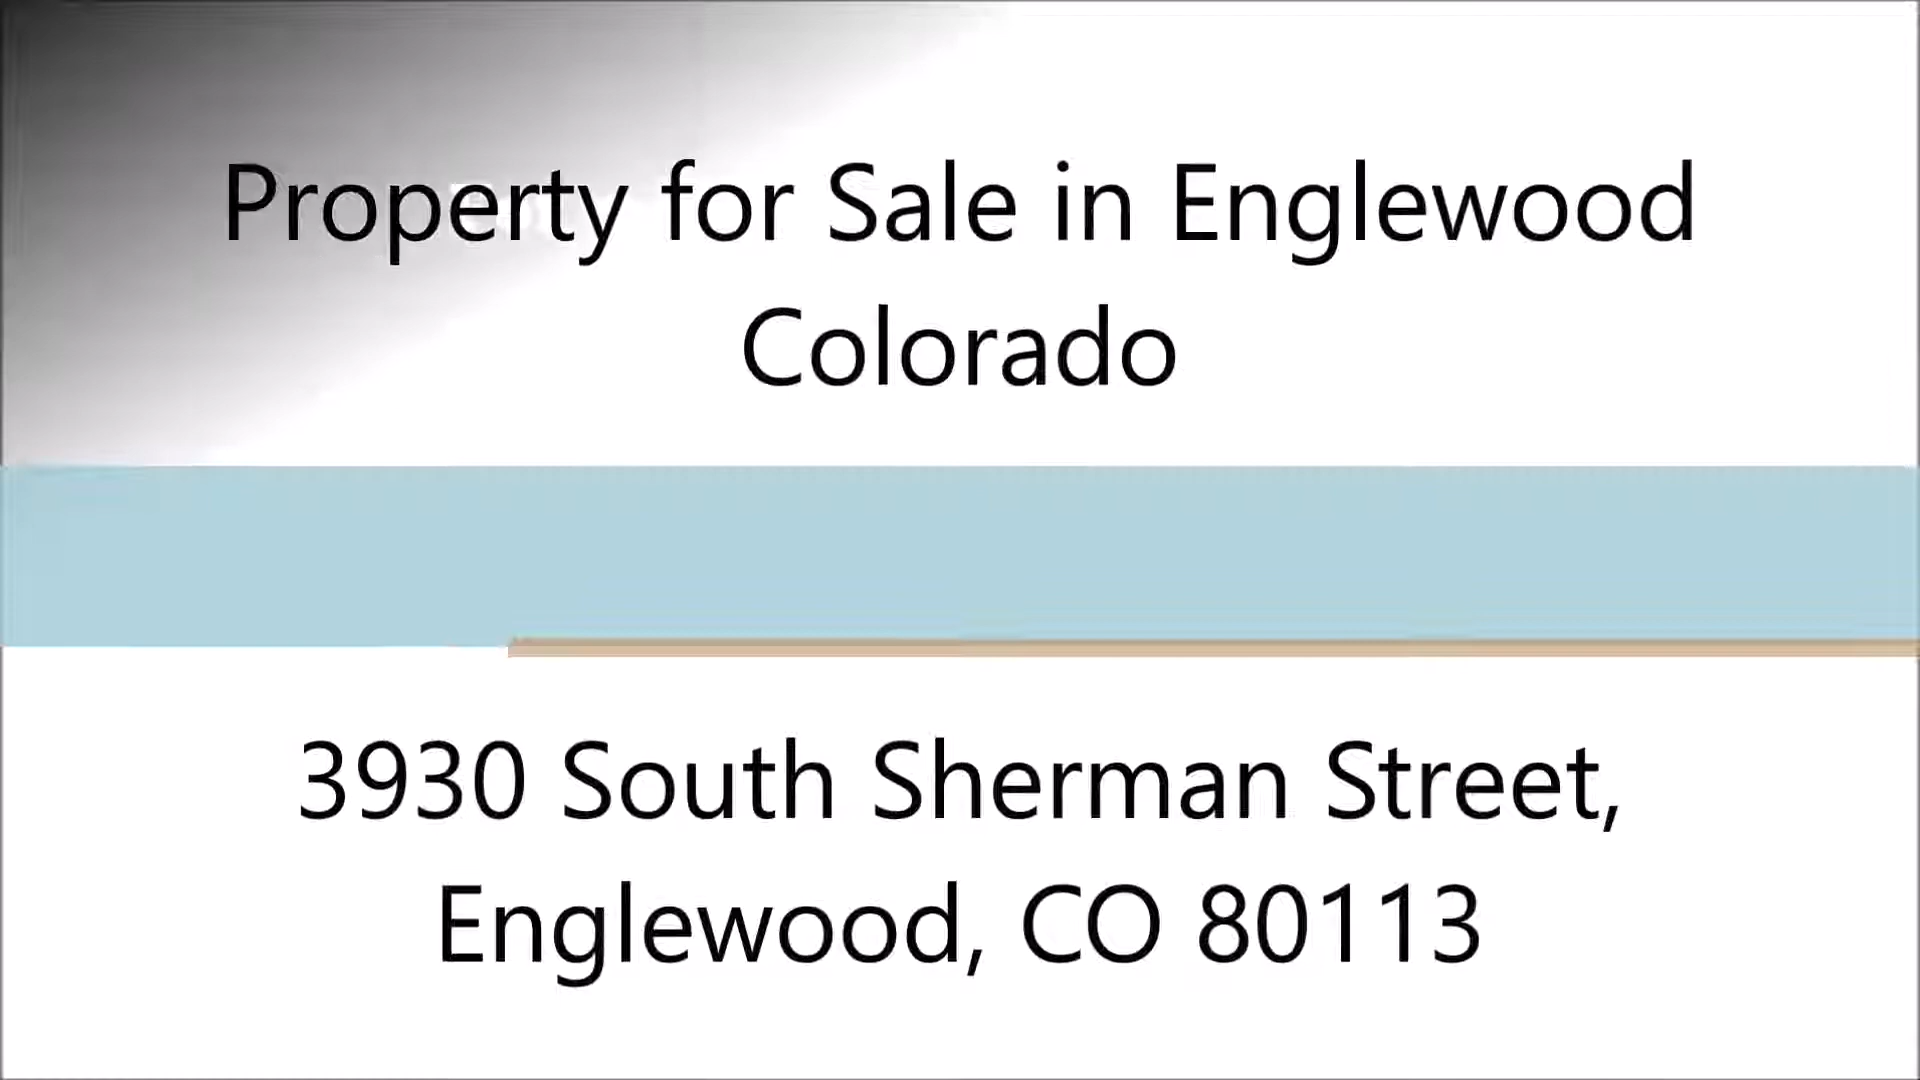 Property for Sale in Englewood
Colorado
3930 South Sherman Street,
Englewood, CO 80113